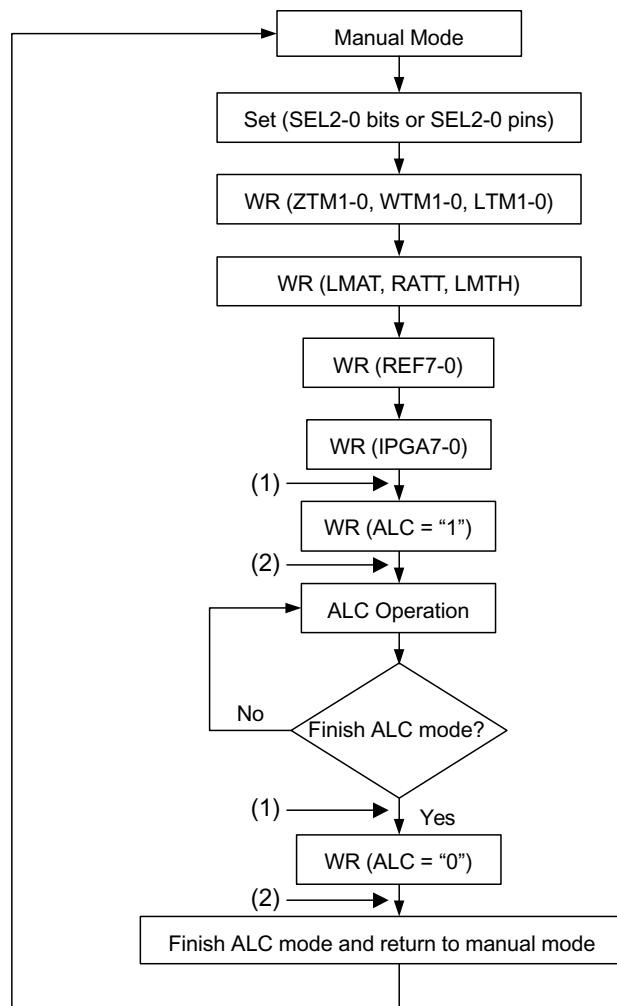 Manual Mode
Set (SEL2-0 bits or SEL2-0 pins)
WR (ZTM1-0, WTM1-0, LTM1-0)
WR (LMAT, RATT, LMTH)
WR (REF7-0)
WR (IPGA7-0)
(1)
WR (ALC = “1”)
(2)
ALC Operation
No
Finish ALC mode?
(1)
Yes
WR (ALC = “0”)
(2)
Finish ALC mode and return to manual mode